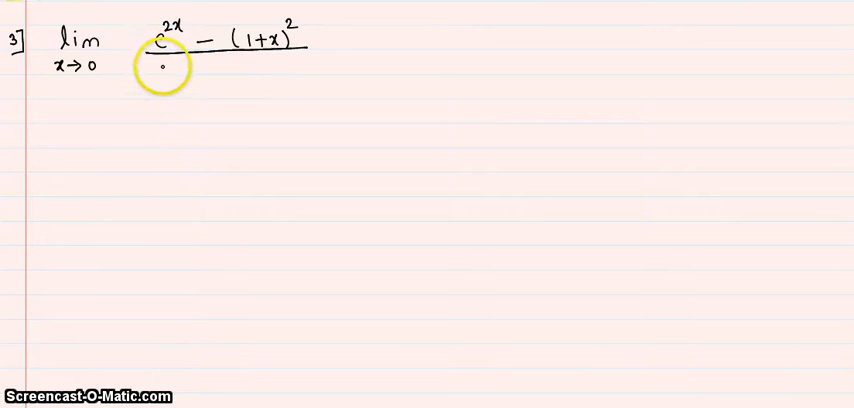 3] lim e^{2x} - (1+x)^2
x→0
Screencast-O-Matic.com